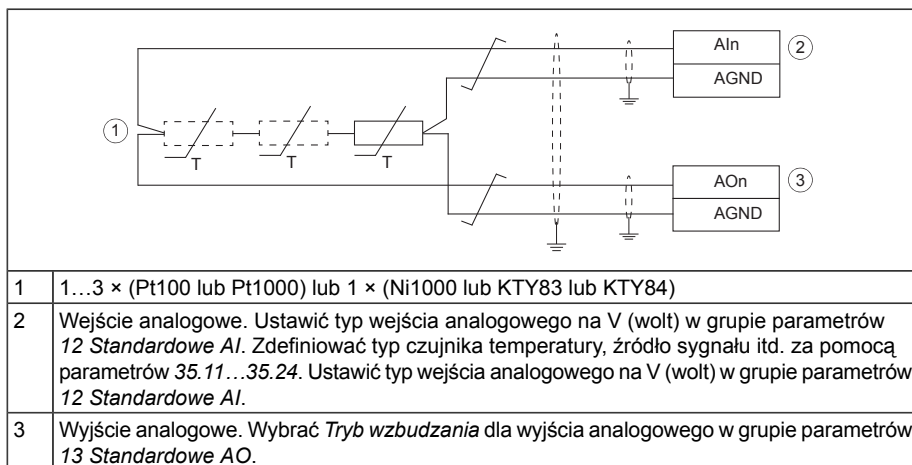 AIn
2
AGND
1
T
T
T
AOn
3
AGND
1 1…3 × (Pt100 lub Pt1000) lub 1 × (Ni1000 lub KTY83 lub KTY84)
2 Wejście analogowe. Ustawić typ wejścia analogowego na V (wolt) w grupie parametrów
12 Standardowe AI. Zdefiniować typ czujnika temperatury, źródło sygnału itd. za pomocą
parametrów 35.11…35.24. Ustawić typ wejścia analogowego na V (wolt) w grupie parametrów
12 Standardowe AI.
3 Wyjście analogowe. Wybrać Tryb wzbudzania dla wyjścia analogowego w grupie parametrów
13 Standardowe AO.